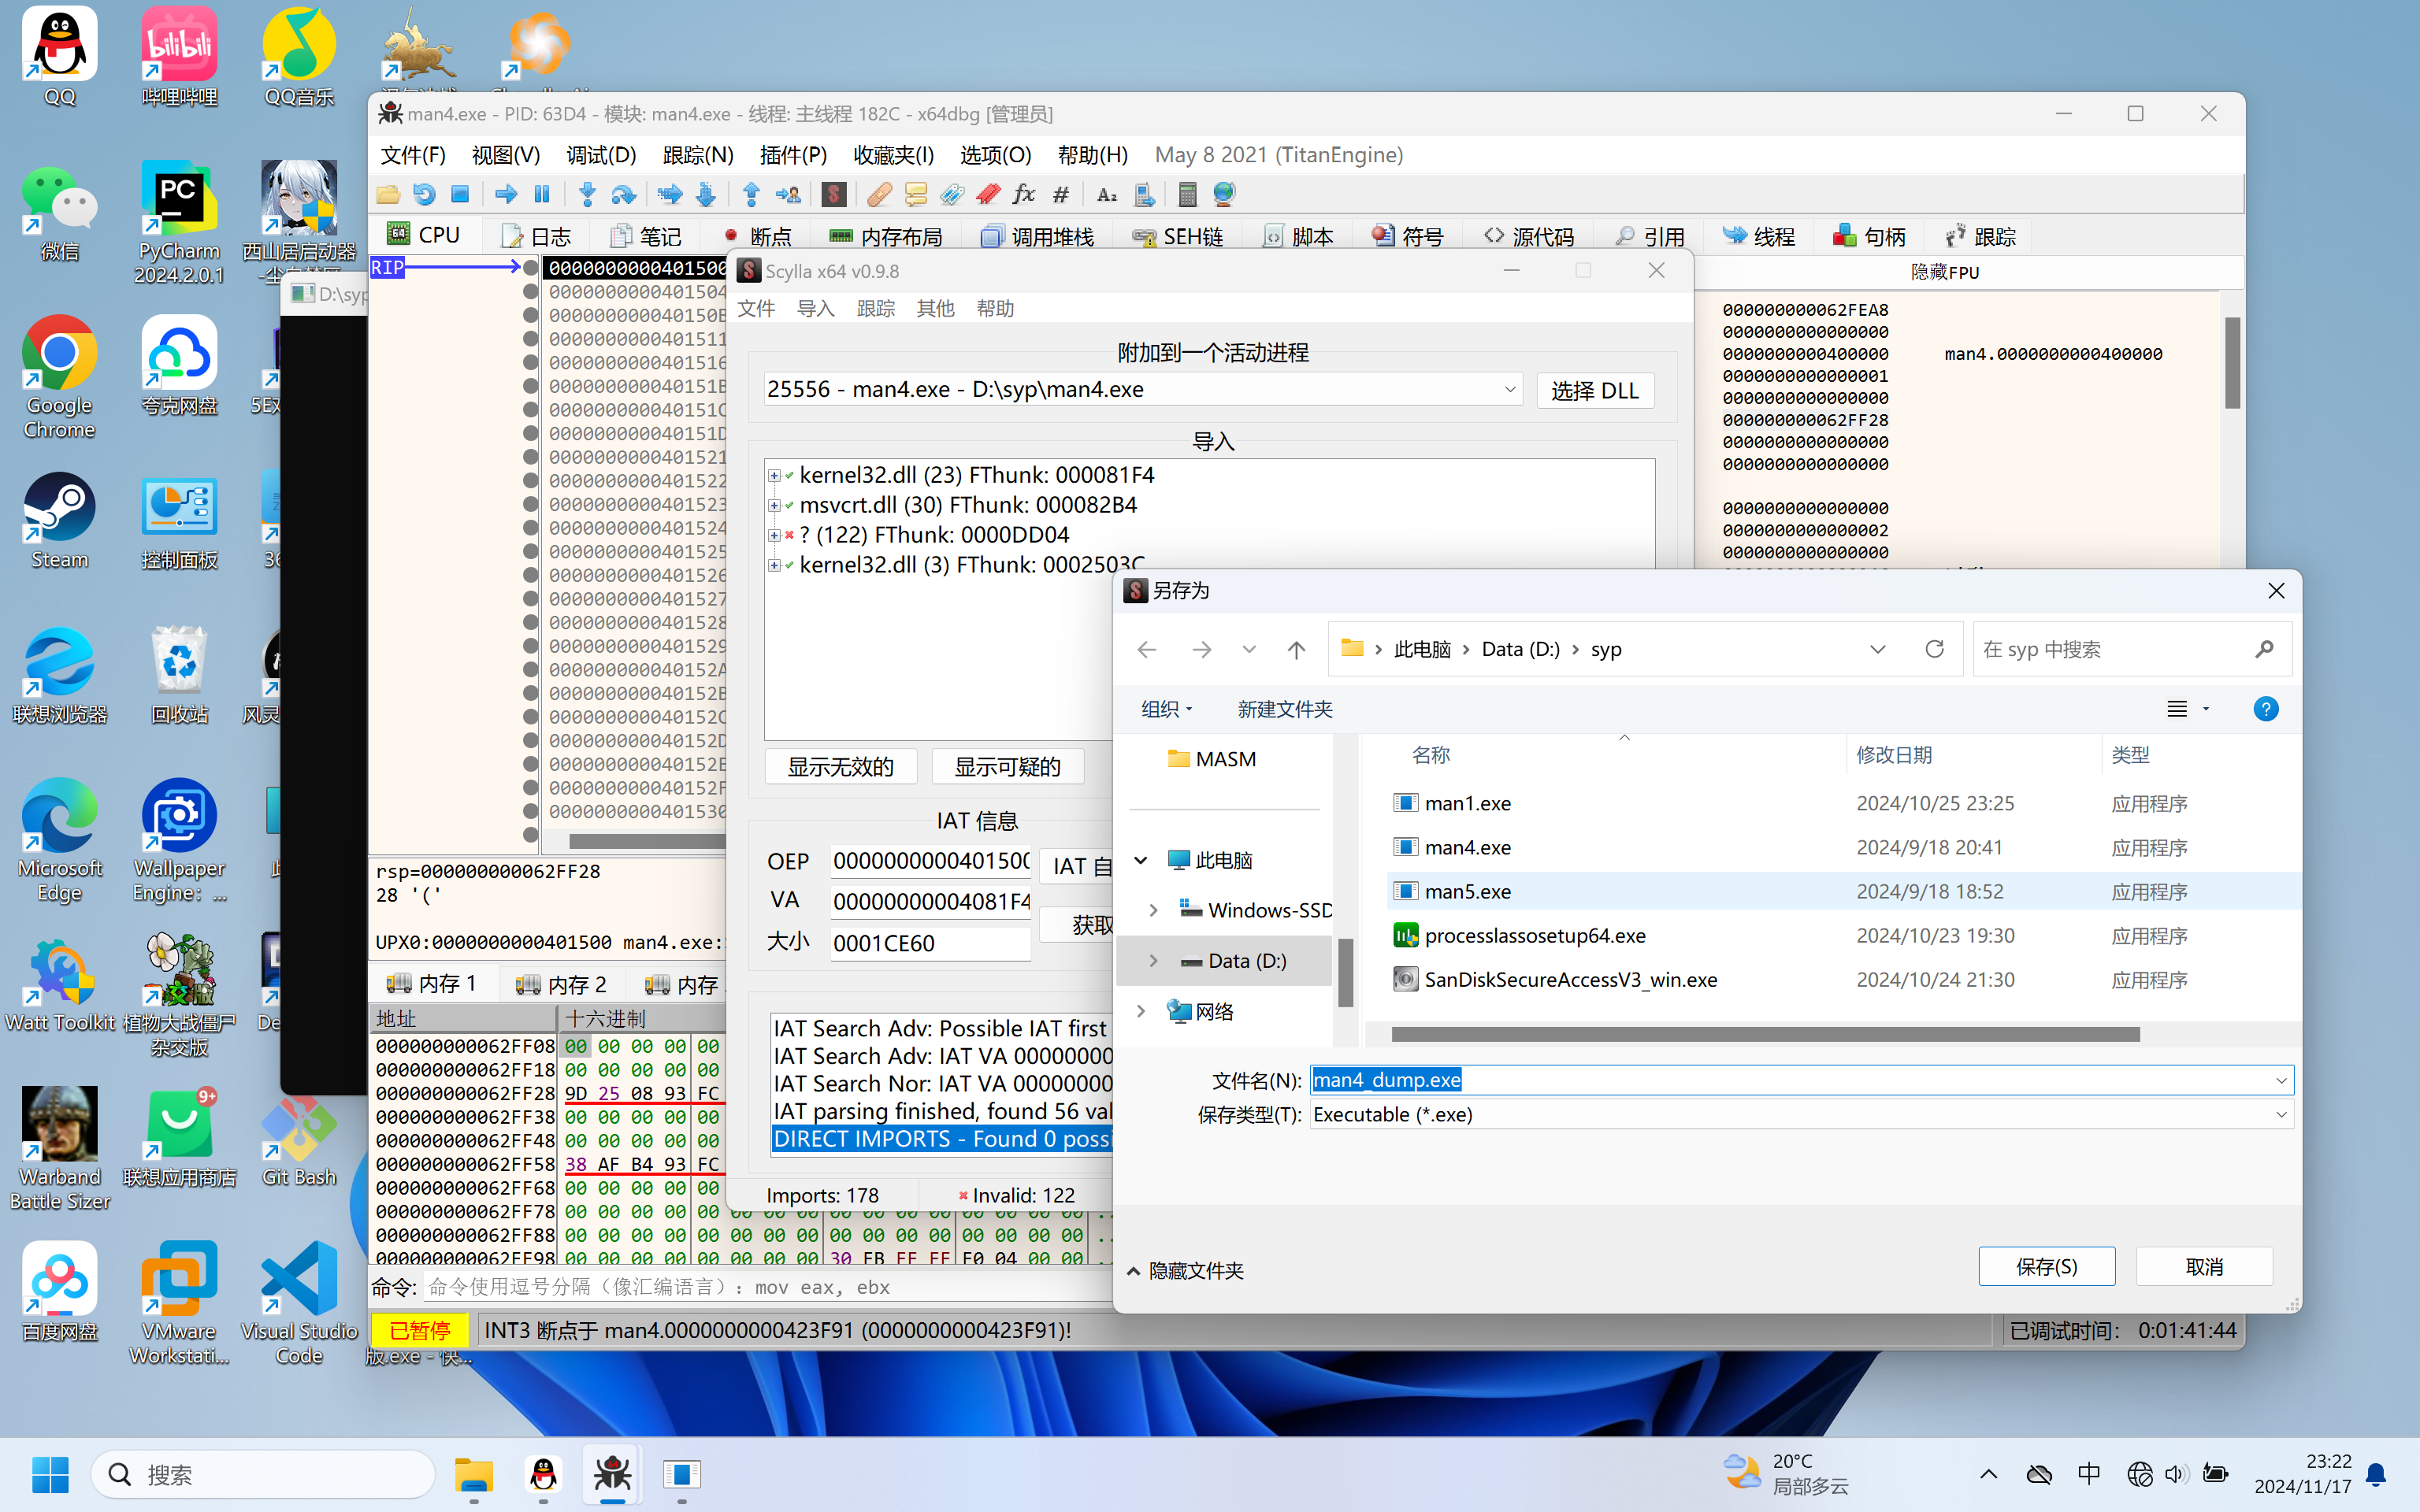 QQ
哔哩哔哩
QQ音乐
微信
PyCharm
2024.2.0.1
西山居启动器
Google
Chrome
夸克网盘
Steam
控制面板
联想浏览器
回收站
Microsoft
Edge
Wallpaper
Engine: ...
Watt Toolkit
植物大战僵尸
杂交版
Warband
Battle Sizer
联想应用商店
9+
Git Bash
百度网盘
VMware
Workstati...
Visual Studio
Code
D:\syp
man4.exe - PID: 63D4 - 模块: man4.exe - 线程: 主线程 182C - x64dbg [管理员]
文件(F) 视图(V) 调试(D) 跟踪(N) 插件(P) 收藏夹(I) 选项(O) 帮助(H) May 8 2021 (TitanEngine)
CPU 日志 笔记 断点 内存布局 调用堆栈 SEH链 脚本 符号 源代码 引用 线程 句柄 跟踪
RIP
0000000000401500
0000000000401504
000000000040150B
0000000000401511
0000000000401516
000000000040151B
000000000040151C
000000000040151D
0000000000401521
0000000000401522
0000000000401523
0000000000401524
0000000000401525
0000000000401526
0000000000401527
0000000000401528
0000000000401529
000000000040152A
000000000040152B
000000000040152C
000000000040152D
000000000040152E
000000000040152F
0000000000401530
隐藏FPU
000000000062FEA8
0000000000000000
0000000000400000 man4.0000000000400000
0000000000000001
0000000000000000
000000000062FF28
0000000000000000
0000000000000000
0000000000000000
0000000000000002
0000000000000000
rsp=000000000062FF28
28 '('
UPX0:0000000000401500 man4.exe:
内存 1 内存 2 内存
地址 十六进制
000000000062FF08 00 00 00 00 00
000000000062FF18 00 00 00 00 00
000000000062FF28 9D 25 08 93 FC
000000000062FF38 00 00 00 00 00
000000000062FF48 00 00 00 00 00
000000000062FF58 38 AF B4 93 FC
000000000062FF68 00 00 00 00 00
000000000062FF78 00 00 00 00 00 00 00 00 00 00 00 00 00 00 00 00
000000000062FF88 00 00 00 00 00 00 00 00 00 00 00 00 00 00 00 00
000000000062FF98 00 00 00 00 00 00 00 00 30 FB FF FF F0 04 00 00
命令: 命令使用逗号分隔（像汇编语言）：mov eax, ebx
已暂停 INT3 断点于 man4.0000000000423F91 (0000000000423F91)!
已调试时间： 0:01:41:44
Scylla x64 v0.9.8
文件 导入 跟踪 其他 帮助
附加到一个活动进程
25556 - man4.exe - D:\syp\man4.exe
选择 DLL
导入
kernel32.dll (23) FThunk: 000081F4
msvcrt.dll (30) FThunk: 000082B4
? (122) FThunk: 0000DD04
kernel32.dll (3) FThunk: 0002503C
显示无效的 显示可疑的
IAT 信息
OEP 0000000000401500 IAT 自
VA 00000000004081F4
大小 0001CE60 获取
IAT Search Adv: Possible IAT first
IAT Search Adv: IAT VA 00000000
IAT Search Nor: IAT VA 00000000
IAT parsing finished, found 56 val
DIRECT IMPORTS - Found 0 possi
Imports: 178 Invalid: 122
另存为
此电脑 › Data (D:) › syp
在 syp 中搜索
组织 新建文件夹
MASM
此电脑
Windows-SSD
Data (D:)
网络
名称 修改日期 类型
man1.exe 2024/10/25 23:25 应用程序
man4.exe 2024/9/18 20:41 应用程序
man5.exe 2024/9/18 18:52 应用程序
processlassosetup64.exe 2024/10/23 19:30 应用程序
SanDiskSecureAccessV3_win.exe 2024/10/24 21:30 应用程序
文件名(N): man4_dump.exe
保存类型(T): Executable (*.exe)
隐藏文件夹
保存(S) 取消
搜索
20°C
局部多云
中
23:22
2024/11/17